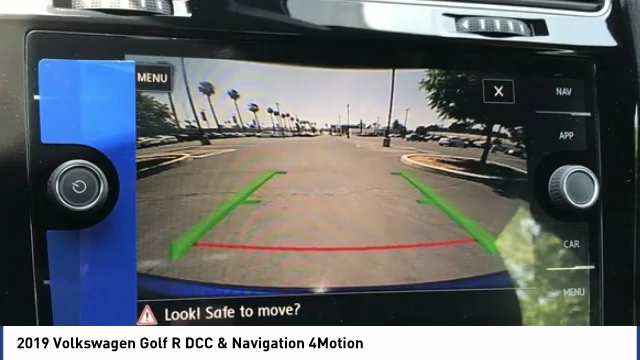 MENU
X
NAV
APP
CAR
MENU
Look! Safe to move?
2019 Volkswagen Golf R DCC & Navigation 4Motion